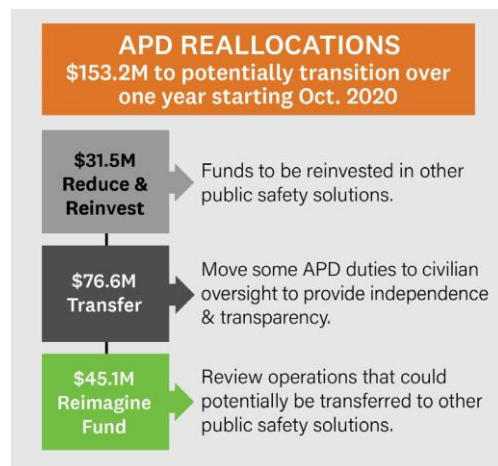 APD REALLOCATIONS
$153.2M to potentially transition over
one year starting Oct. 2020
$31.5M
Reduce &
Reinvest
Funds to be reinvested in other
public safety solutions.
$76.6M
Transfer
Move some APD duties to civilian
oversight to provide independence
& transparency.
$45.1M
Reimagine
Fund
Review operations that could
potentially be transferred to other
public safety solutions.